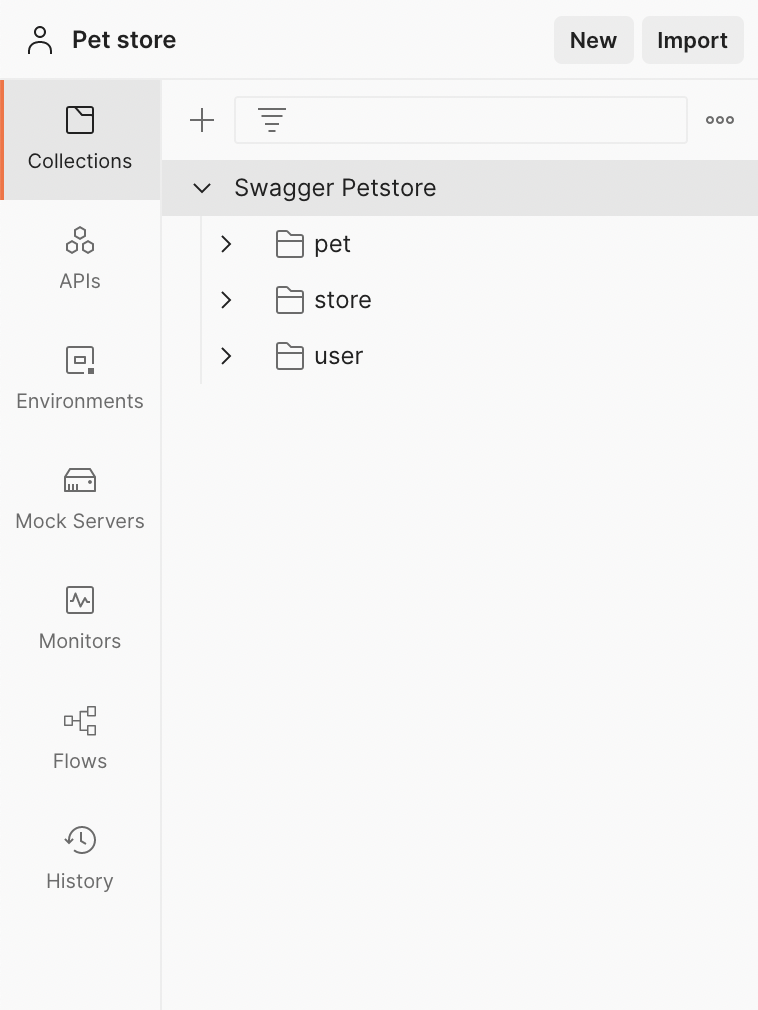 Pet store
New
Import
Collections
APIs
Environments
Mock Servers
Monitors
Flows
History
Swagger Petstore
pet
store
user